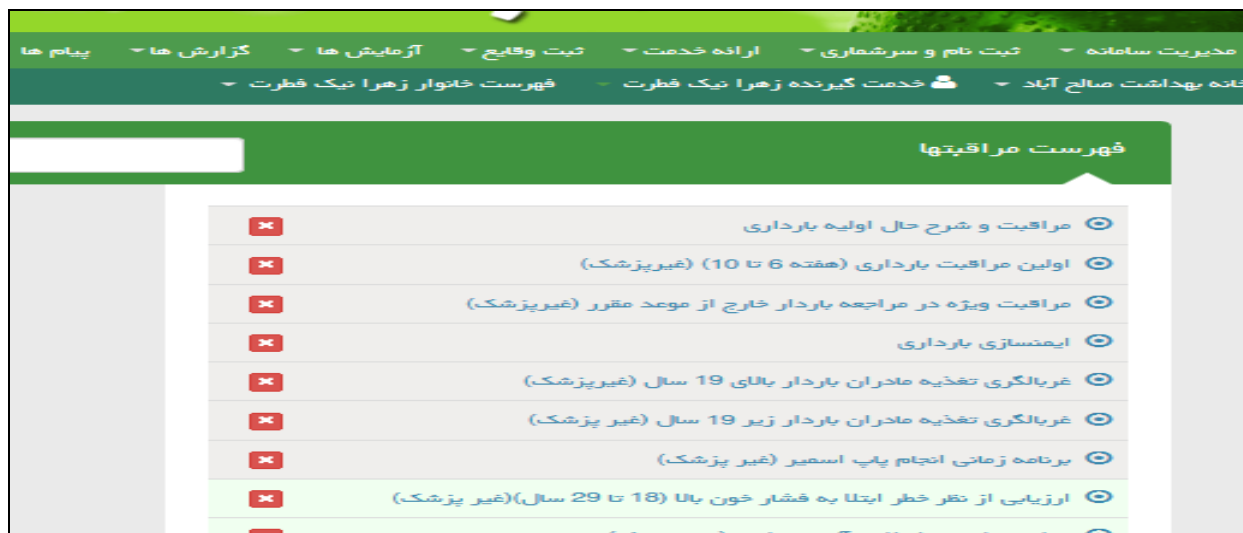 مدیریت سامانه ثبت نام و سرشماری ارائه خدمت ثبت وقایع آزمایش ها گزارش ها پیام ها
خانه بهداشت صالح آباد خدمت گیرنده زهرا نیک فطرت فهرست خانوار زهرا نیک فطرت
فهرست مراقبتها
مراقبت و شرح حال اولیه بارداری
اولین مراقبت بارداری (هفته 6 تا 10) (غیرپزشک)
مراقبت ویژه در مراجعه باردار خارج از موعد مقرر (غیرپزشک)
ایمنسازی بارداری
غربالگری تغذیه مادران باردار بالای 19 سال (غیرپزشک)
غربالگری تغذیه مادران باردار زیر 19 سال (غیر پزشک)
برنامه زمانی انجام پاپ اسمیر (غیر پزشک)
ارزیابی از نظر خطر ابتلا به فشار خون بالا (18 تا 29 سال)(غیر پزشک)